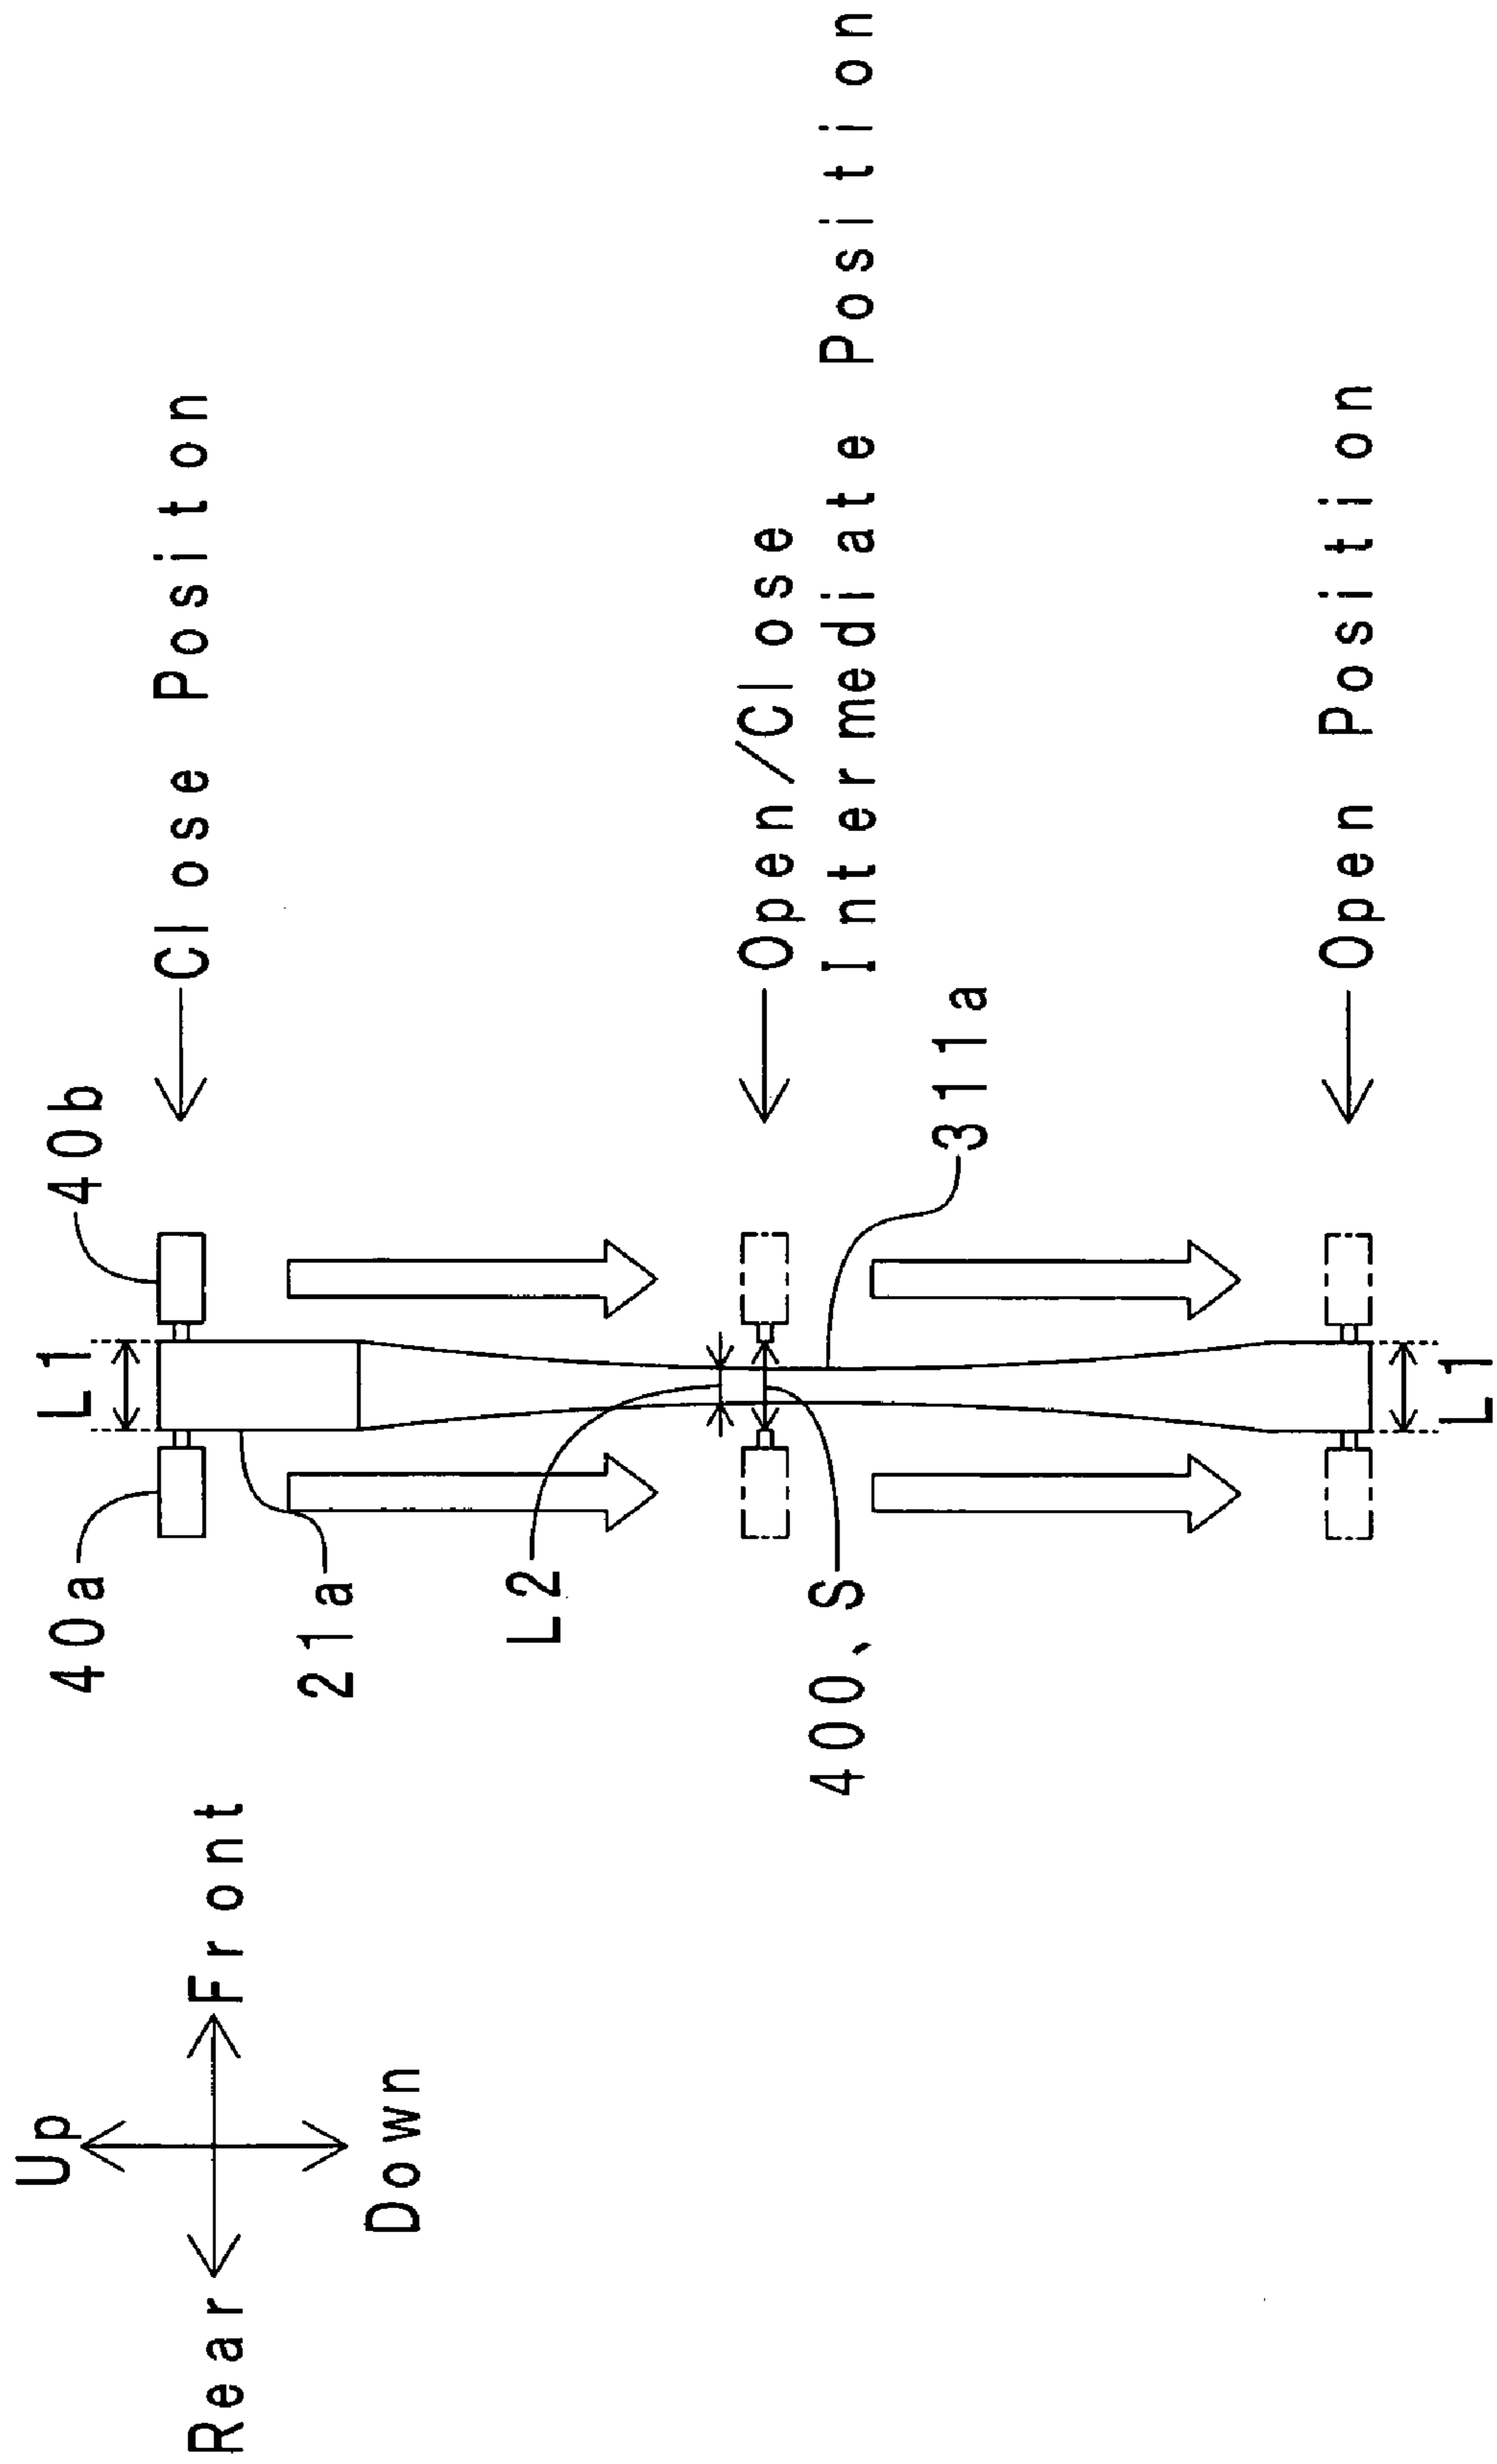 Up
Rear
Front
Down
40a
L1
40b
Close Position
21a
L2
Open/Close
Intermediate Position
400、S
311a
Open Position
L1